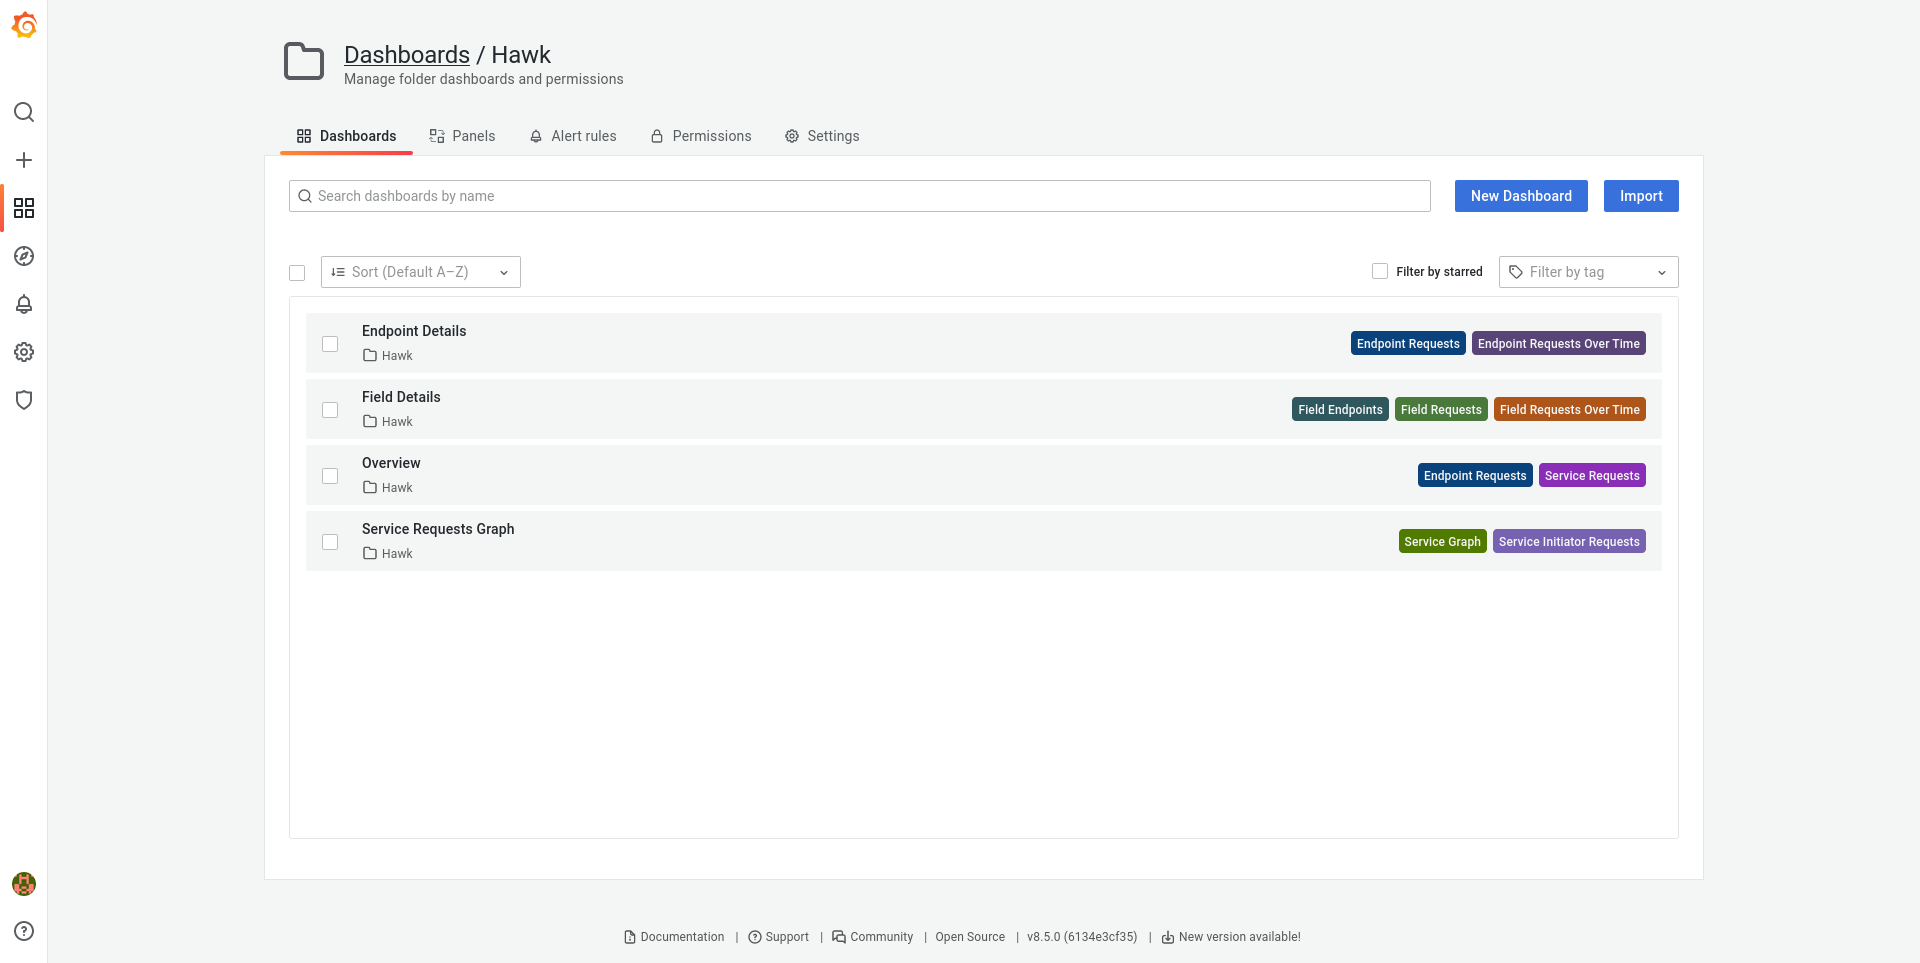 Dashboards / Hawk
Manage folder dashboards and permissions
Dashboards Panels Alert rules Permissions Settings
Search dashboards by name New Dashboard Import
Sort (Default A–Z) Filter by starred Filter by tag
Endpoint Details
Hawk
Endpoint Requests Endpoint Requests Over Time
Field Details
Hawk
Field Endpoints Field Requests Field Requests Over Time
Overview
Hawk
Endpoint Requests Service Requests
Service Requests Graph
Hawk
Service Graph Service Initiator Requests
Documentation | Support | Community | Open Source | v8.5.0 (6134e3cf35) | New version available!